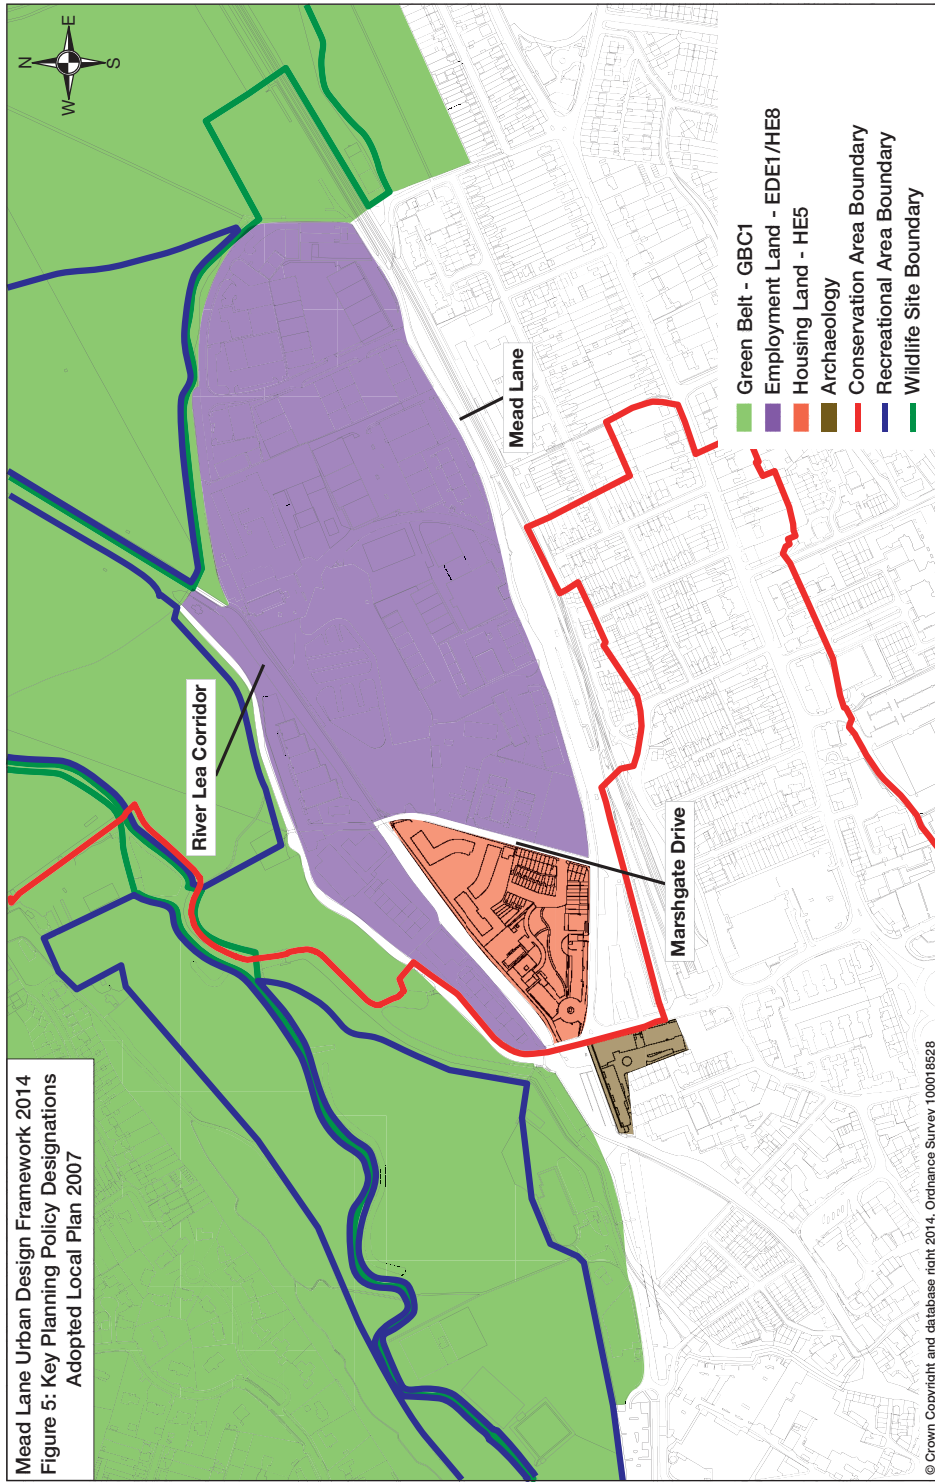 Mead Lane Urban Design Framework 2014
Figure 5: Key Planning Policy Designations
Adopted Local Plan 2007
N
E
S
W
River Lea Corridor
Mead Lane
Marshgate Drive
Green Belt - GBC1
Employment Land - EDE1/HE8
Housing Land - HE5
Archaeology
Conservation Area Boundary
Recreational Area Boundary
Wildlife Site Boundary
© Crown Copyright and database right 2014. Ordnance Survey 100018528